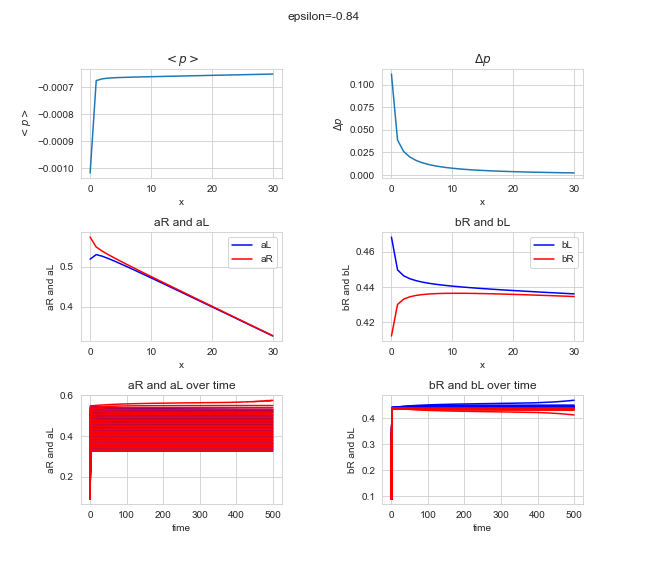 epsilon=-0.84
< p >
−0.0007
−0.0008
−0.0009
−0.0010
< p >
0 10 20 30
x
Δp
0.100
0.075
0.050
0.025
0.000
Δp
0 10 20 30
x
aR and aL
0.5
0.4
aR and aL
aL
aR
0 10 20 30
x
bR and bL
0.46
0.44
0.42
bR and bL
bL
bR
0 10 20 30
x
aR and aL over time
0.6
0.4
0.2
aR and aL
0 100 200 300 400 500
time
bR and bL over time
0.4
0.3
0.2
0.1
bR and bL
0 100 200 300 400 500
time